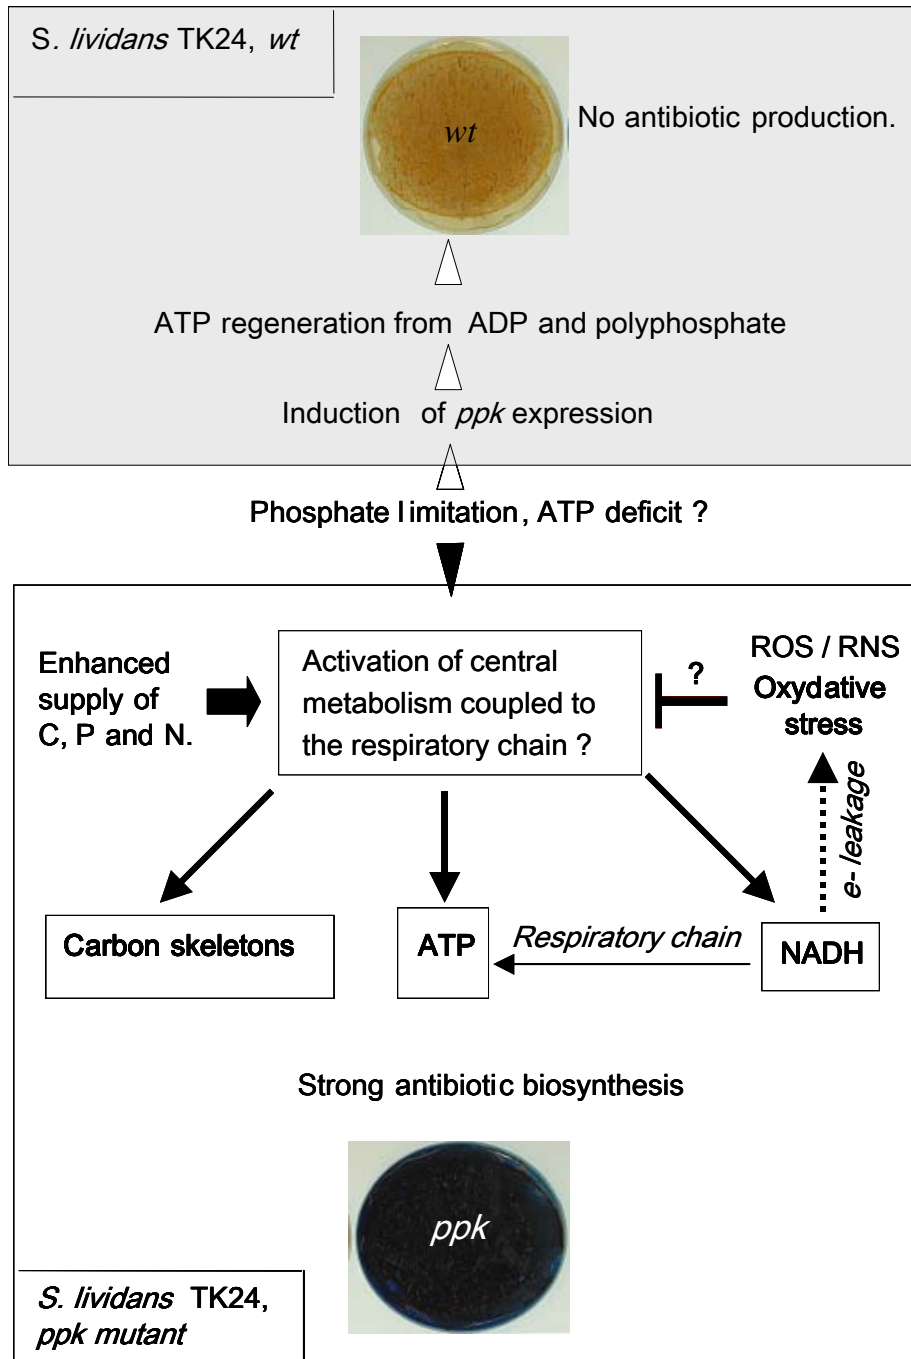 S. lividans TK24, wt
wt
No antibiotic production.
ATP regeneration from ADP and polyphosphate
Induction of ppk expression
Phosphate limitation, ATP deficit ?
Enhanced
supply of
C, P and N.
Activation of central
metabolism coupled to
the respiratory chain ?
?
ROS / RNS
Oxydative
stress
e- leakage
Carbon skeletons
ATP
Respiratory chain
NADH
Strong antibiotic biosynthesis
ppk
S. lividans TK24,
ppk mutant